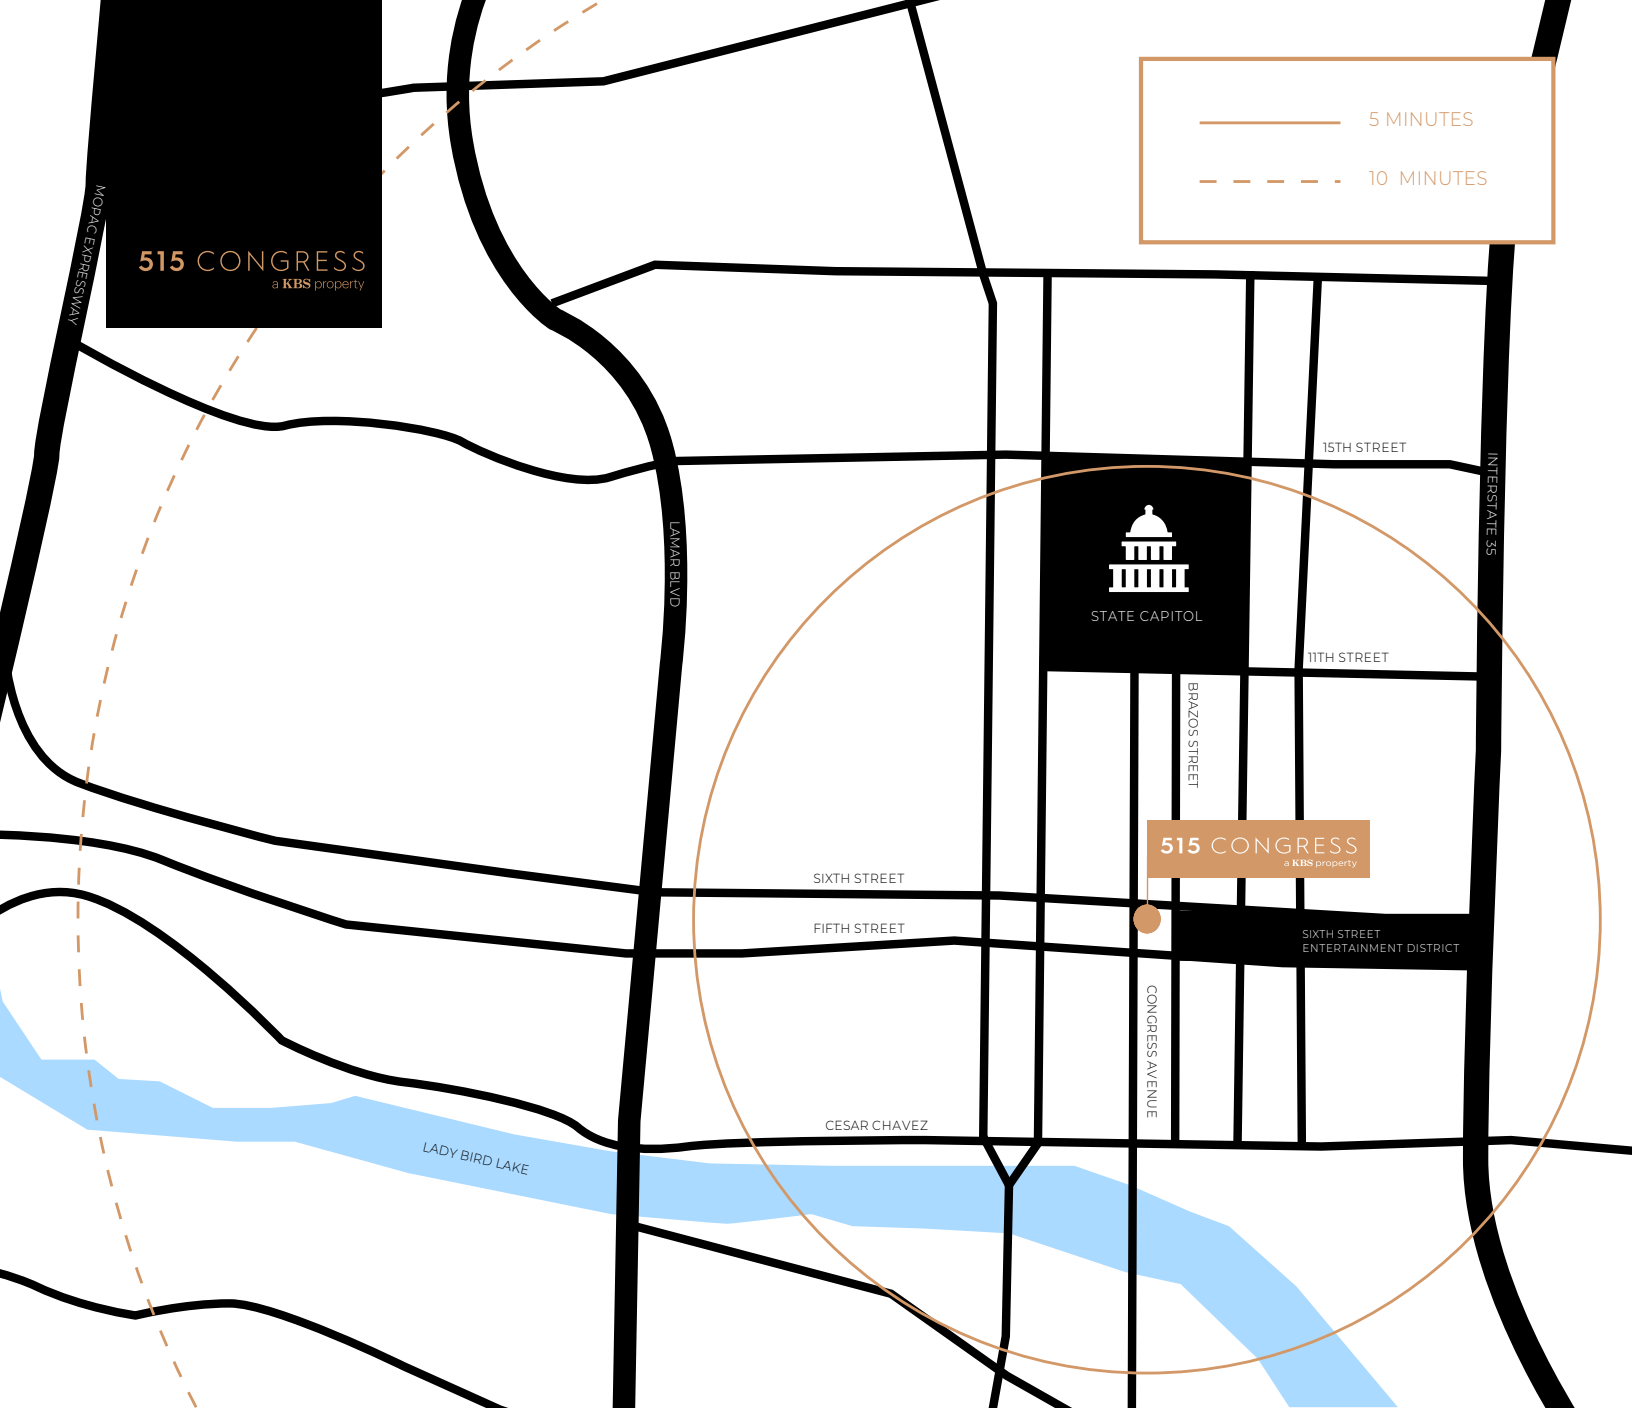 5 MINUTES
10 MINUTES
MOPAC EXPRESSWAY
515 CONGRESS
a KBS property
15TH STREET
INTERSTATE 35
LAMAR BLVD
STATE CAPITOL
11TH STREET
BRAZOS STREET
515 CONGRESS
a KBS property
SIXTH STREET
FIFTH STREET
SIXTH STREET
ENTERTAINMENT DISTRICT
CONGRESS AVENUE
CESAR CHAVEZ
LADY BIRD LAKE